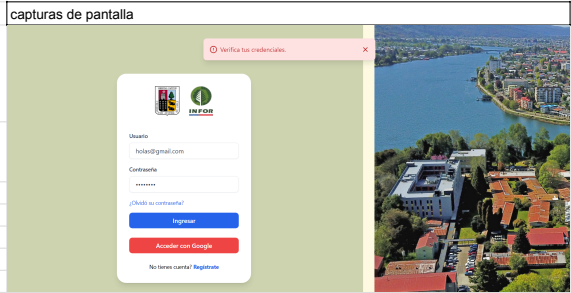 capturas de pantalla
Verifica tus credenciales.
INFOR
Usuario
holas@gmail.com
Contraseña
••••••••
¿Olvidó su contraseña?
Ingresar
Acceder con Google
No tienes cuenta? Regístrate